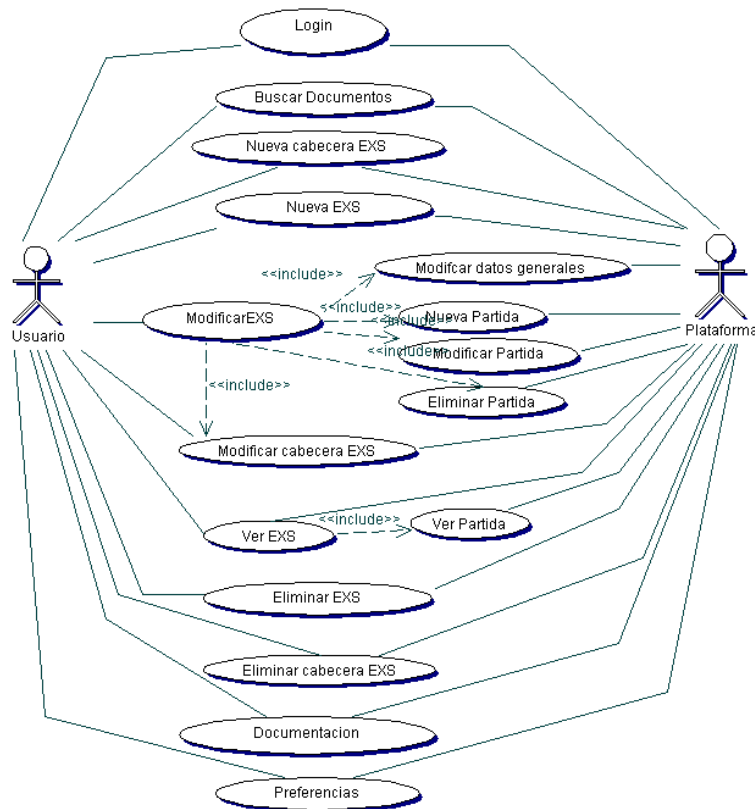 Login
Buscar Documentos
Nueva cabecera EXS
Nueva EXS
<<include>>
Modifcar datos generales
Usuario
ModificarEXS
<<include>>
Nueva Partida
Plataforma
<<include>>
<<include>>
Modificar Partida
<<include>>
Eliminar Partida
Modificar cabecera EXS
<<include>>
Ver EXS
Ver Partida
Eliminar EXS
Eliminar cabecera EXS
Documentacion
Preferencias